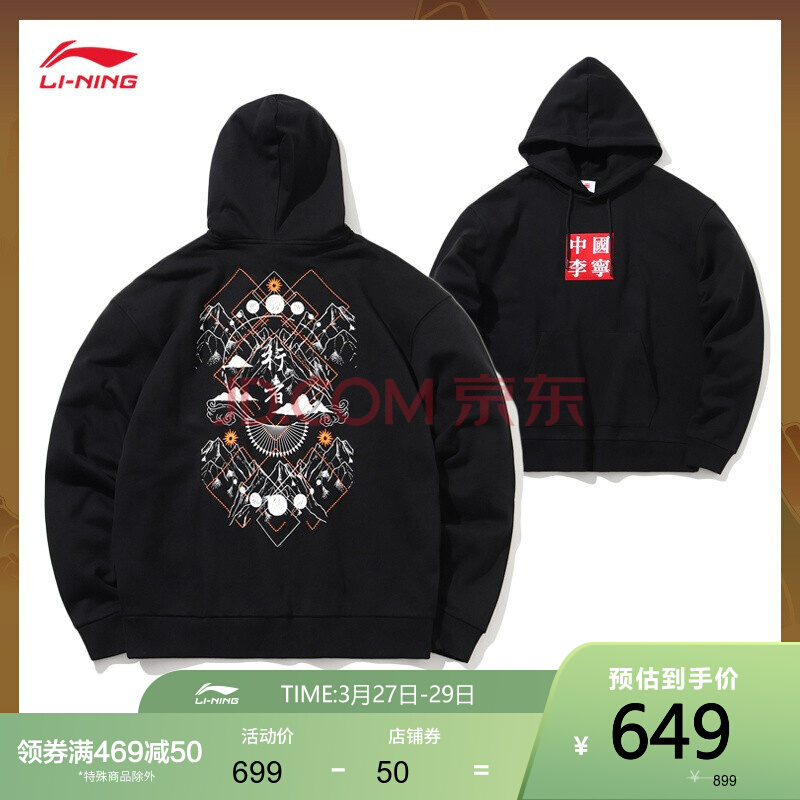 LI-NING
中國
李寧
行者
JD.COM 京东
LI-NING
TIME:3月27日-29日
预估到手价
领券满469减50
*特殊商品除外
活动价
699
-
店铺券
50
=
¥ 649
¥ 899